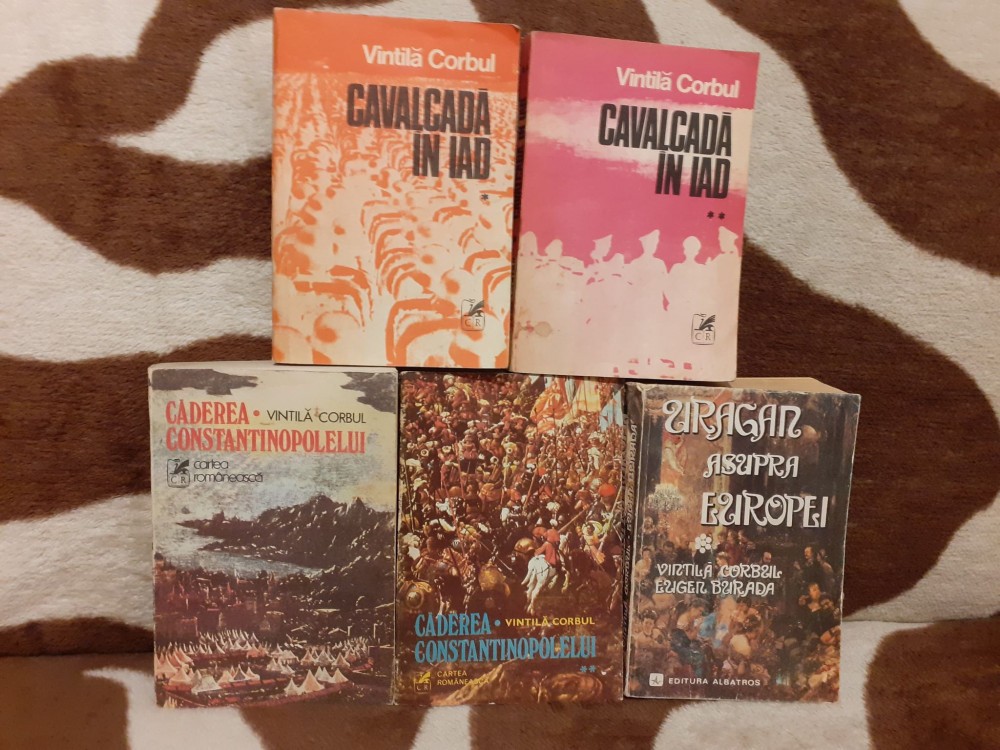 Vintilă Corbul
CAVALCADĂ
ÎN IAD
*
CR
Vintilă Corbul
CAVALCADĂ
ÎN IAD
**
CR
CĂDEREA • VINTILĂ CORBUL
CONSTANTINOPOLELUI
CR
cartea
românească
CĂDEREA • VINTILĂ CORBUL
CONSTANTINOPOLELUI
**
CR
CARTEA
ROMÂNEASCĂ
URAGAN
ASUPRA
EUROPEI
VINTILĂ CORBUL
EUGEN BURADA
EDITURA ALBATROS